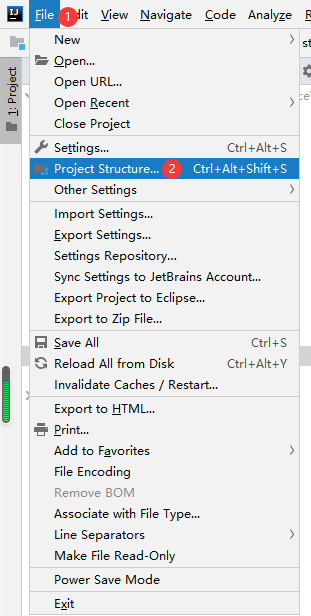 IJ
File 1 Edit View Navigate Code Analyze R
1: Project
New
Open...
Open URL...
Open Recent
Close Project
Settings... Ctrl+Alt+S
Project Structure... 2 Ctrl+Alt+Shift+S
Other Settings
Import Settings...
Export Settings...
Settings Repository...
Sync Settings to JetBrains Account...
Export Project to Eclipse...
Export to Zip File...
Save All Ctrl+S
Reload All from Disk Ctrl+Alt+Y
Invalidate Caches / Restart...
Export to HTML...
Print...
Add to Favorites
File Encoding
Remove BOM
Associate with File Type...
Line Separators
Make File Read-Only
Power Save Mode
Exit